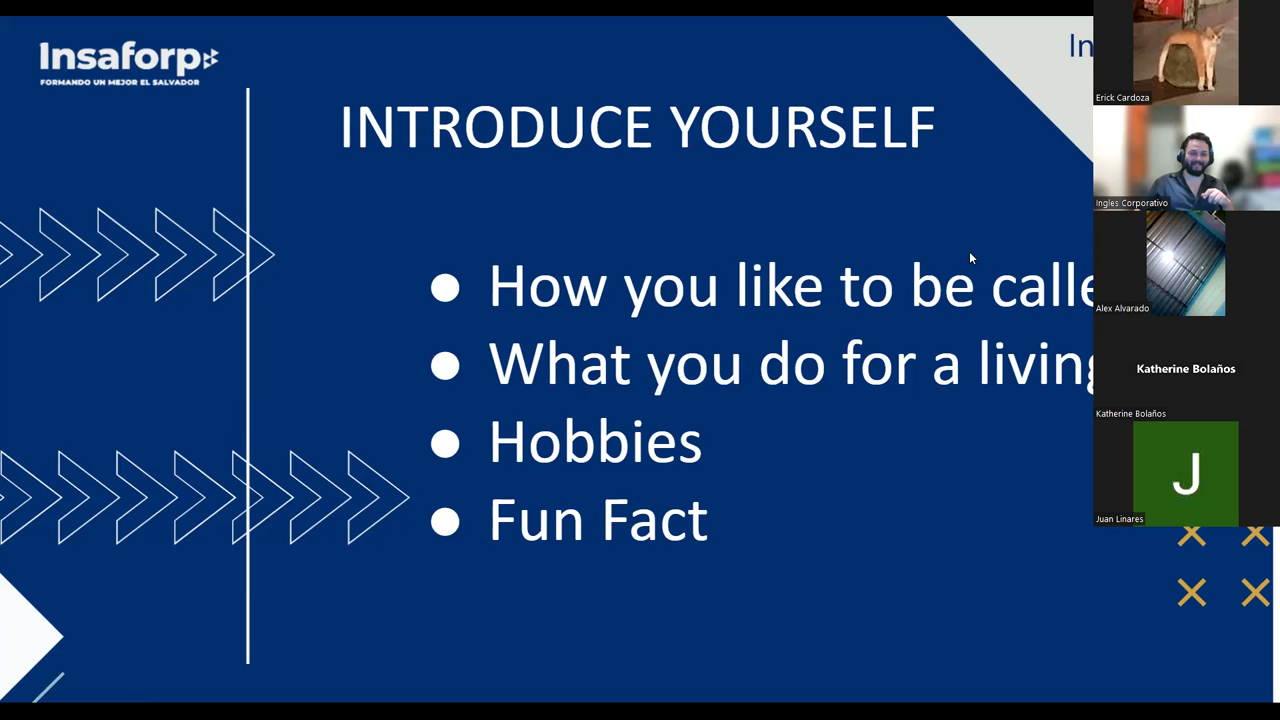 Insaforp
FORMANDO UN MEJOR EL SALVADOR
In
INTRODUCE YOURSELF
● How you like to be calle
● What you do for a living
● Hobbies
● Fun Fact
Erick Cardoza
Ingles Corporativo
Alex Alvarado
Katherine Bolaños
Katherine Bolaños
J
Juan Linares